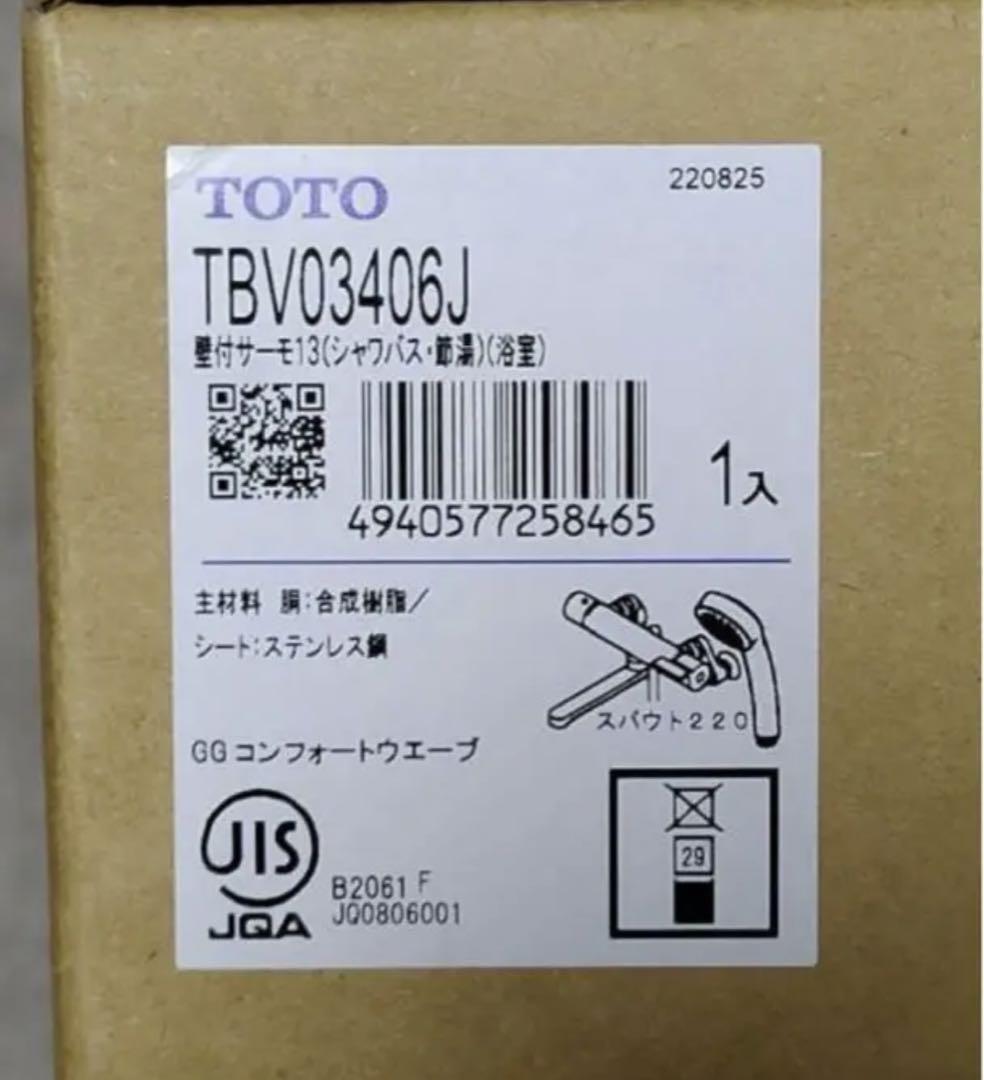 TOTO
220825
TBV03406J
壁付サーモ13(シャワバス・節湯)(浴室)
4940577258465
1入
主材料 胴:合成樹脂/
シート:ステンレス鋼
スパウト220
GGコンフォートウエーブ
JIS
JQA
B2061 F
JQ0806001
29